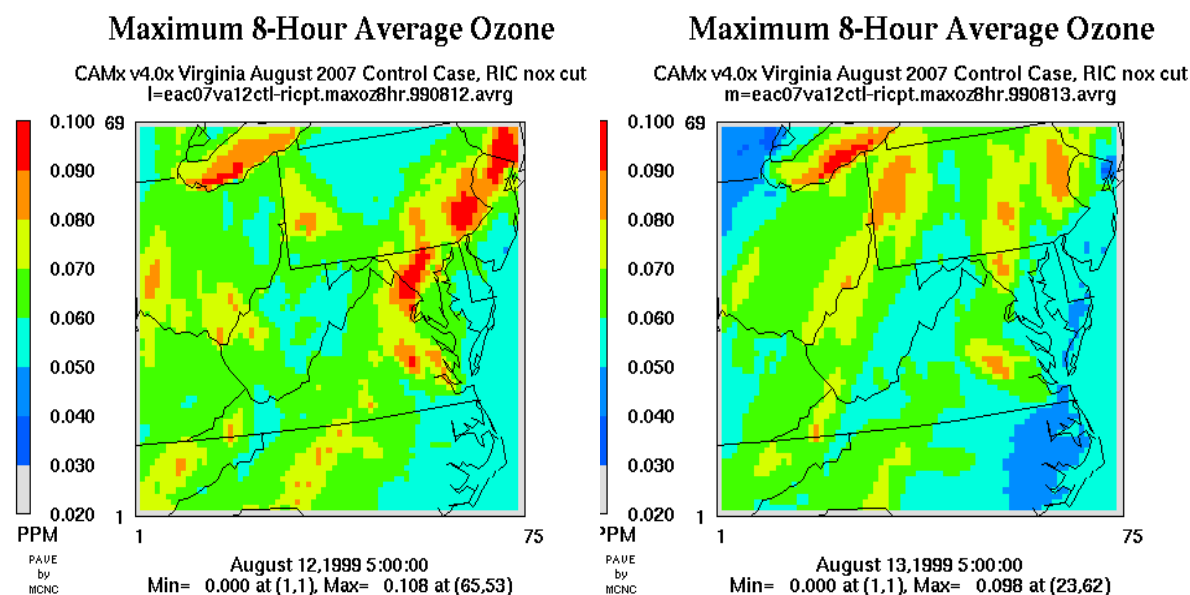 Maximum 8-Hour Average Ozone
CAMx v4.0x Virginia August 2007 Control Case, RIC nox cut
l=eac07va12ctl-ricpt.maxoz8hr.990812.avrg
0.100
0.090
0.080
0.070
0.060
0.050
0.040
0.030
0.020
PPM
PAVE
by
MCNC
69
1
1
75
August 12,1999 5:00:00
Min= 0.000 at (1,1), Max= 0.108 at (65,53)
Maximum 8-Hour Average Ozone
CAMx v4.0x Virginia August 2007 Control Case, RIC nox cut
m=eac07va12ctl-ricpt.maxoz8hr.990813.avrg
0.100
0.090
0.080
0.070
0.060
0.050
0.040
0.030
0.020
PPM
PAVE
by
MCNC
69
1
1
75
August 13,1999 5:00:00
Min= 0.000 at (1,1), Max= 0.098 at (23,62)